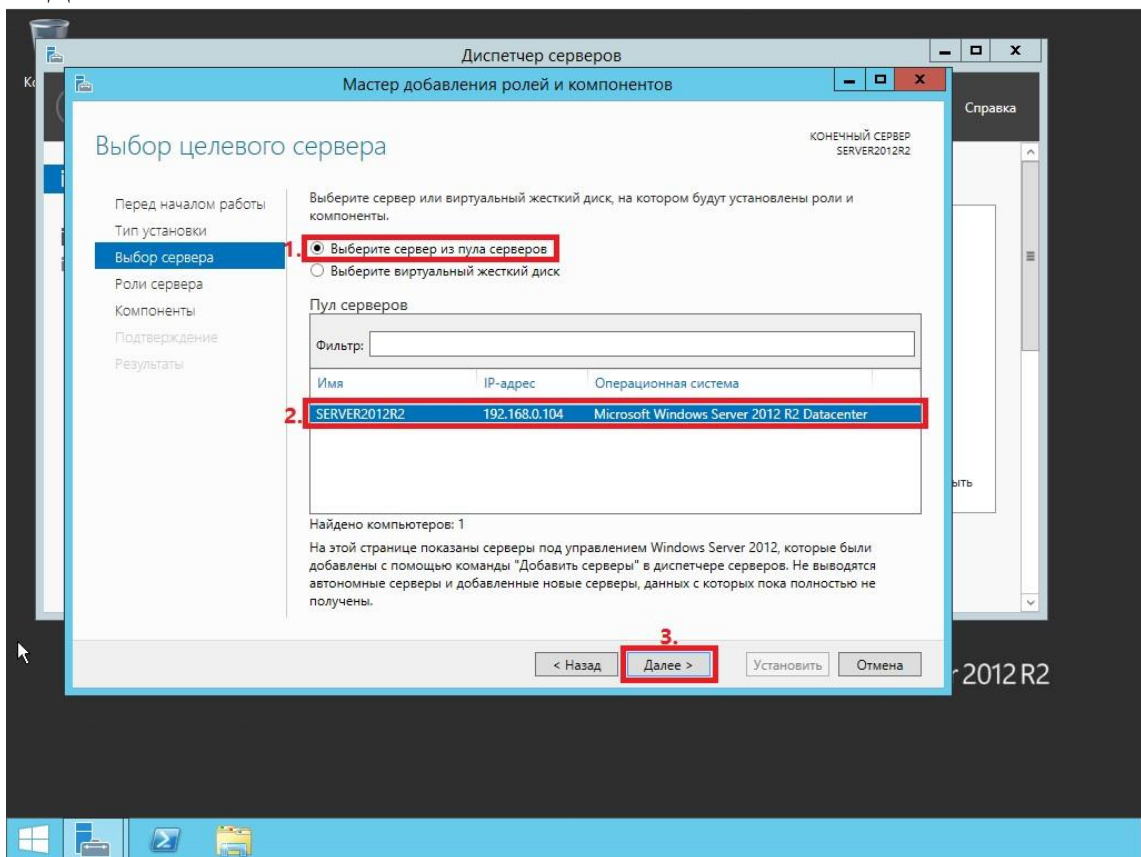 Диспетчер серверов
Мастер добавления ролей и компонентов
Справка
Выбор целевого сервера
КОНЕЧНЫЙ СЕРВЕР
SERVER2012R2
Перед началом работы
Тип установки
Выбор сервера
Роли сервера
Компоненты
Подтверждение
Результаты
Выберите сервер или виртуальный жесткий диск, на котором будут установлены роли и
компоненты.
1. Выберите сервер из пула серверов
Выберите виртуальный жесткий диск
Пул серверов
Фильтр:
Имя IP-адрес Операционная система
2. SERVER2012R2 192.168.0.104 Microsoft Windows Server 2012 R2 Datacenter
ыть
Найдено компьютеров: 1
На этой странице показаны серверы под управлением Windows Server 2012, которые были
добавлены с помощью команды "Добавить серверы" в диспетчере серверов. Не выводятся
автономные серверы и добавленные новые серверы, данных с которых пока полностью не
получены.
3.
< Назад Далее > Установить Отмена
r 2012 R2